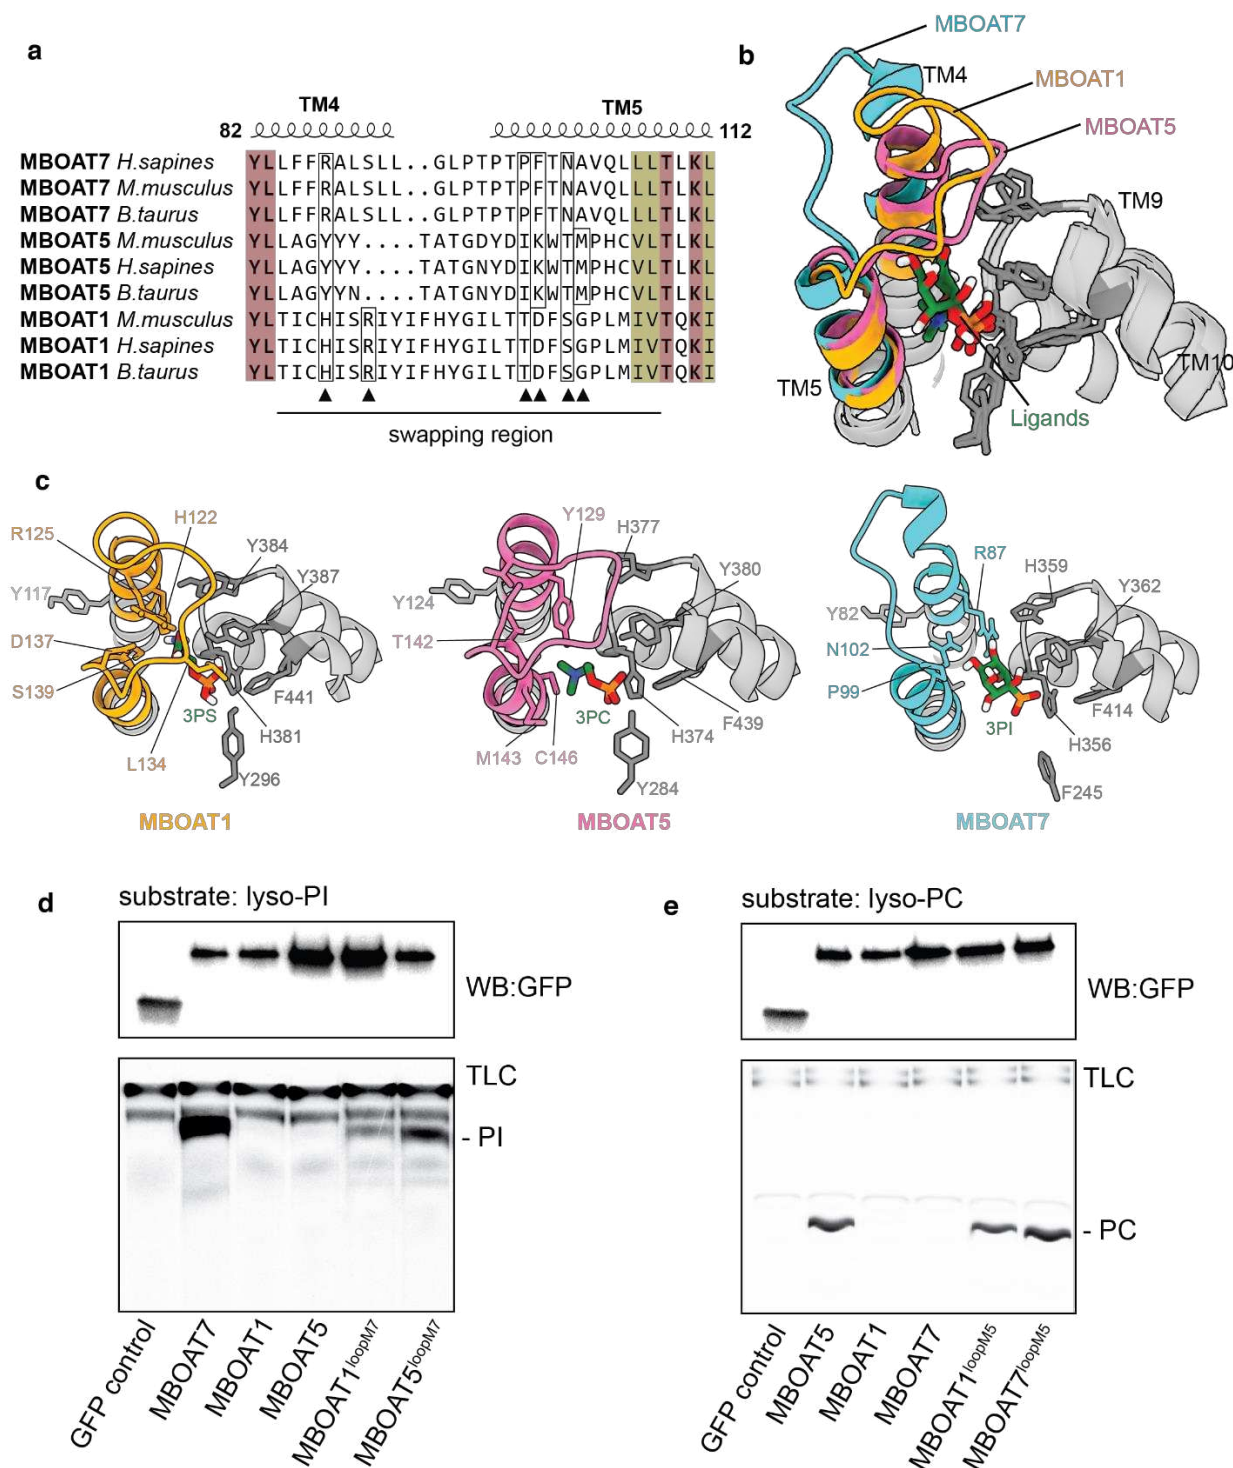 a
TM4 TM5
82 112
MBOAT7 H.sapines YLLFFRALSLL..GLPTPTPFTNAVQLLLTLKL
MBOAT7 M.musculus YLLFFRALSLL..GLPTPTPFTNAVQLLLTLKL
MBOAT7 B.taurus YLLFFRALSLL..GLPTPTPFTNAVQLLLTLKL
MBOAT5 M.musculus YLLAGYYY....TATGDYDIKWTMPHCVLTLKL
MBOAT5 H.sapines YLLAGYYY....TATGNYDIKWTMPHCVLTLKL
MBOAT5 B.taurus YLLAGYYN....TATGNYDIKWTMPHCVLTLKL
MBOAT1 M.musculus YLTICHISRIYIFHYGILTTDFSGPLMIVTQKI
MBOAT1 H.sapines YLTICHISRIYIFHYGILTTDFSGPLMIVTQKI
MBOAT1 B.taurus YLTICHISRIYIFHYGILTTDFSGPLMIVTQKI
swapping region
b
MBOAT7
TM4
MBOAT1
MBOAT5
TM9
TM10
TM5
Ligands
c
H122
R125
Y384
Y117
Y387
D137
S139
F441
3PS
H381
L134
Y296
MBOAT1
Y129
H377
Y380
Y124
T142
3PC
F439
H374
M143 C146
Y284
MBOAT5
R87
H359
Y362
Y82
N102
P99
F414
3PI
H356
F245
MBOAT7
d
substrate: lyso-PI
WB:GFP
TLC
- PI
GFP control
MBOAT7
MBOAT1
MBOAT5
MBOAT1loopM7
MBOAT5loopM7
e
substrate: lyso-PC
WB:GFP
TLC
- PC
GFP control
MBOAT5
MBOAT1
MBOAT7
MBOAT1loopM5
MBOAT7loopM5